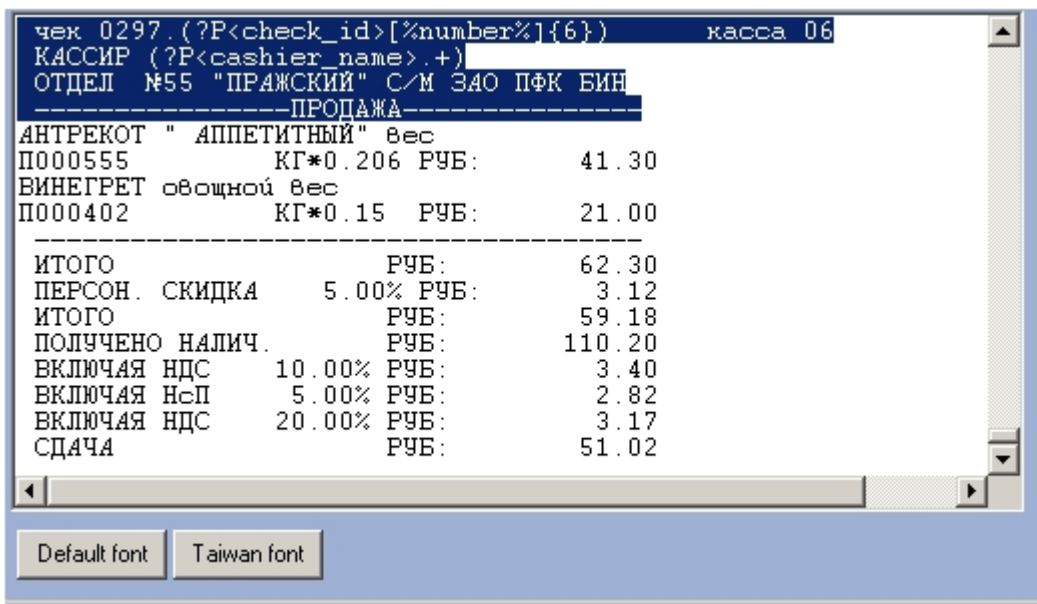 чек 0297.(?P<check_id>[%number%]{6}) касса 06
КАССИР (?P<cashier_name>.+)
ОТДЕЛ №55 "ПРАЖСКИЙ" С/М ЗАО ПФК БИН
----------------ПРОДАЖА---------------
АНТРЕКОТ " АППЕТИТНЫЙ" вес
П000555 КГ*0.206 РУБ: 41.30
ВИНЕГРЕТ овощной вес
П000402 КГ*0.15 РУБ: 21.00
--------------------------------------
ИТОГО РУБ: 62.30
ПЕРСОН. СКИДКА 5.00% РУБ: 3.12
ИТОГО РУБ: 59.18
ПОЛУЧЕНО НАЛИЧ. РУБ: 110.20
ВКЛЮЧАЯ НДС 10.00% РУБ: 3.40
ВКЛЮЧАЯ НсП 5.00% РУБ: 2.82
ВКЛЮЧАЯ НДС 20.00% РУБ: 3.17
СДАЧА РУБ: 51.02
Default font Taiwan font